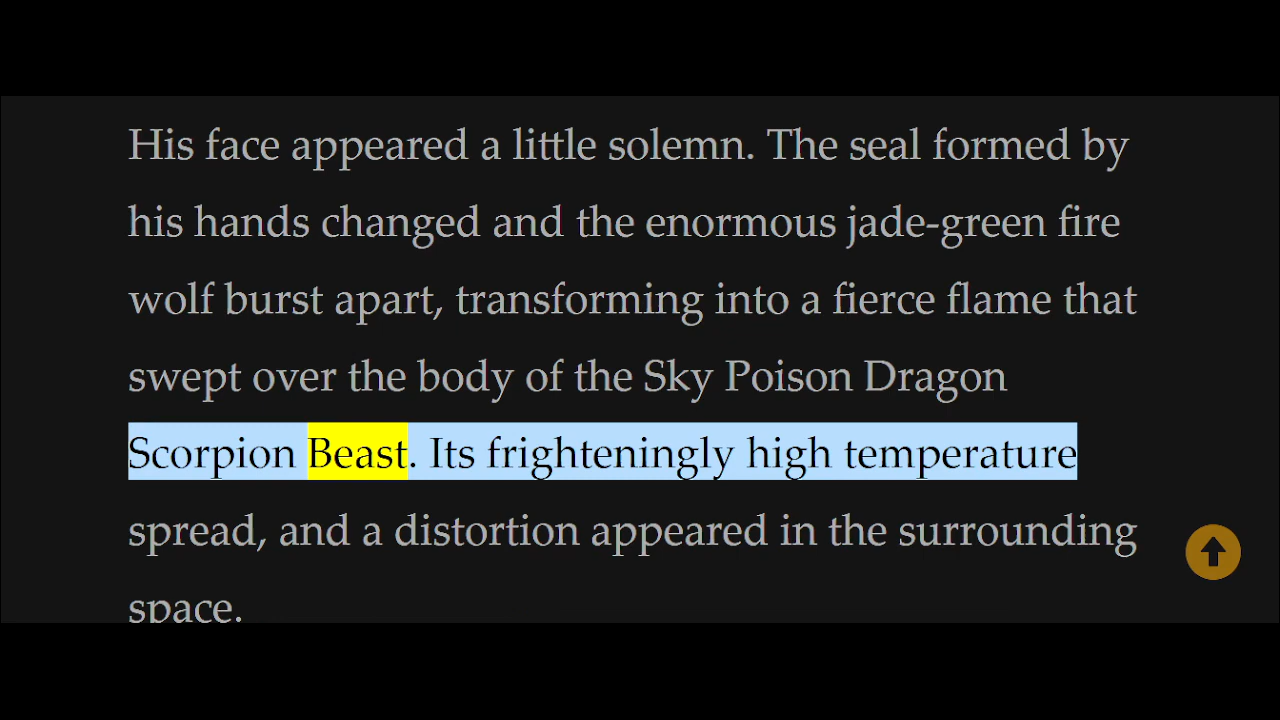 His face appeared a little solemn. The seal formed by
his hands changed and the enormous jade-green fire
wolf burst apart, transforming into a fierce flame that
swept over the body of the Sky Poison Dragon
Scorpion Beast. Its frighteningly high temperature
spread, and a distortion appeared in the surrounding
space.